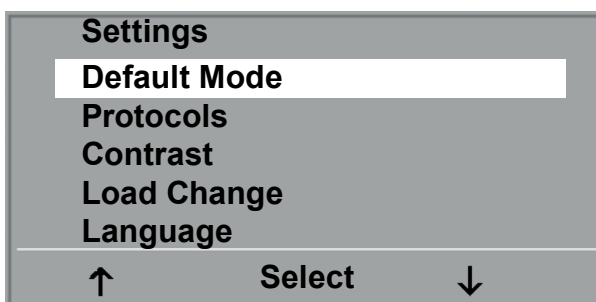 Settings
Default Mode
Protocols
Contrast
Load Change
Language
↑ Select ↓